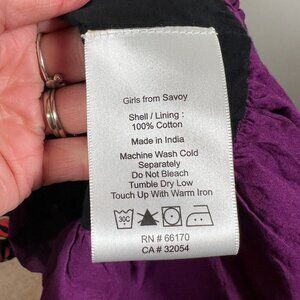 Girls from Savoy
Shell / Lining :
100% Cotton
Made in India
Machine Wash Cold
Separately
Do Not Bleach
Tumble Dry Low
Touch Up With Warm Iron
30C
RN # 66170
CA # 32054